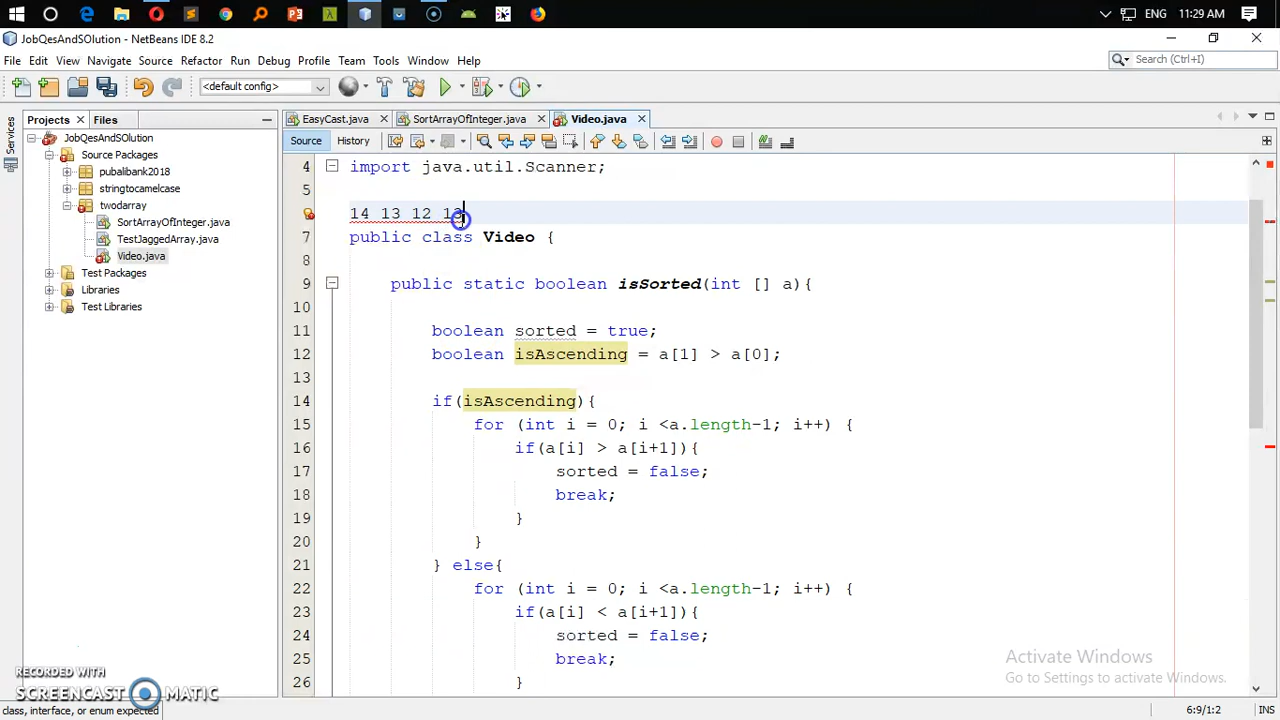 ENG 11:29 AM
JobQesAndSOlution - NetBeans IDE 8.2
File Edit View Navigate Source Refactor Run Debug Profile Team Tools Window Help
Search (Ctrl+I)
<default config>
Services
Projects Files
JobQesAndSOlution
Source Packages
pubalibank2018
stringtocamelcase
twodarray
SortArrayOfInteger.java
TestJaggedArray.java
Video.java
Test Packages
Libraries
Test Libraries
EasyCast.java SortArrayOfInteger.java Video.java
Source History
4 import java.util.Scanner;
5
14 13 12 13
7 public class Video {
8
9 public static boolean isSorted(int [] a){
10
11 boolean sorted = true;
12 boolean isAscending = a[1] > a[0];
13
14 if(isAscending){
15 for (int i = 0; i <a.length-1; i++) {
16 if(a[i] > a[i+1]){
17 sorted = false;
18 break;
19 }
20 }
21 } else{
22 for (int i = 0; i <a.length-1; i++) {
23 if(a[i] < a[i+1]){
24 sorted = false;
25 break;
26 }
Activate Windows
Go to Settings to activate Windows.
RECORDED WITH
SCREENCAST MATIC
class, interface, or enum expected
6:9/1:2 INS